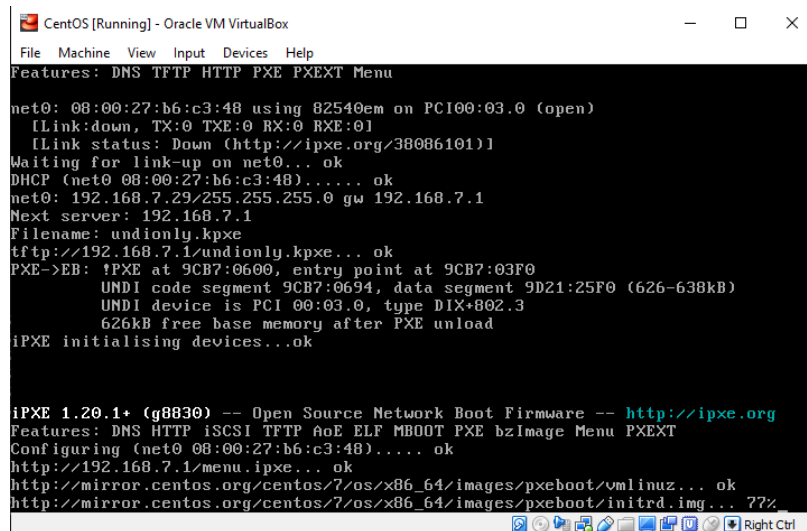 CentOS [Running] - Oracle VM VirtualBox
File Machine View Input Devices Help
Features: DNS TFTP HTTP PXE PXEXT Menu
net0: 08:00:27:b6:c3:48 using 82540em on PCI00:03.0 (open)
[Link:down, TX:0 TXE:0 RX:0 RXE:0]
[Link status: Down (http://ipxe.org/38086101)]
Waiting for link-up on net0... ok
DHCP (net0 08:00:27:b6:c3:48)...... ok
net0: 192.168.7.29/255.255.255.0 gw 192.168.7.1
Next server: 192.168.7.1
Filename: undionly.kpxe
tftp://192.168.7.1/undionly.kpxe... ok
PXE->EB: !PXE at 9CB7:0600, entry point at 9CB7:03F0
UNDI code segment 9CB7:0694, data segment 9D21:25F0 (626-638kB)
UNDI device is PCI 00:03.0, type DIX+802.3
626kB free base memory after PXE unload
iPXE initialising devices...ok
iPXE 1.20.1+ (g8830) -- Open Source Network Boot Firmware -- http://ipxe.org
Features: DNS HTTP iSCSI TFTP AoE ELF MBOOT PXE bzImage Menu PXEXT
Configuring (net0 08:00:27:b6:c3:48)..... ok
http://192.168.7.1/menu.ipxe... ok
http://mirror.centos.org/centos/7/os/x86_64/images/pxeboot/vmlinuz... ok
http://mirror.centos.org/centos/7/os/x86_64/images/pxeboot/initrd.img... 77%_
Right Ctrl